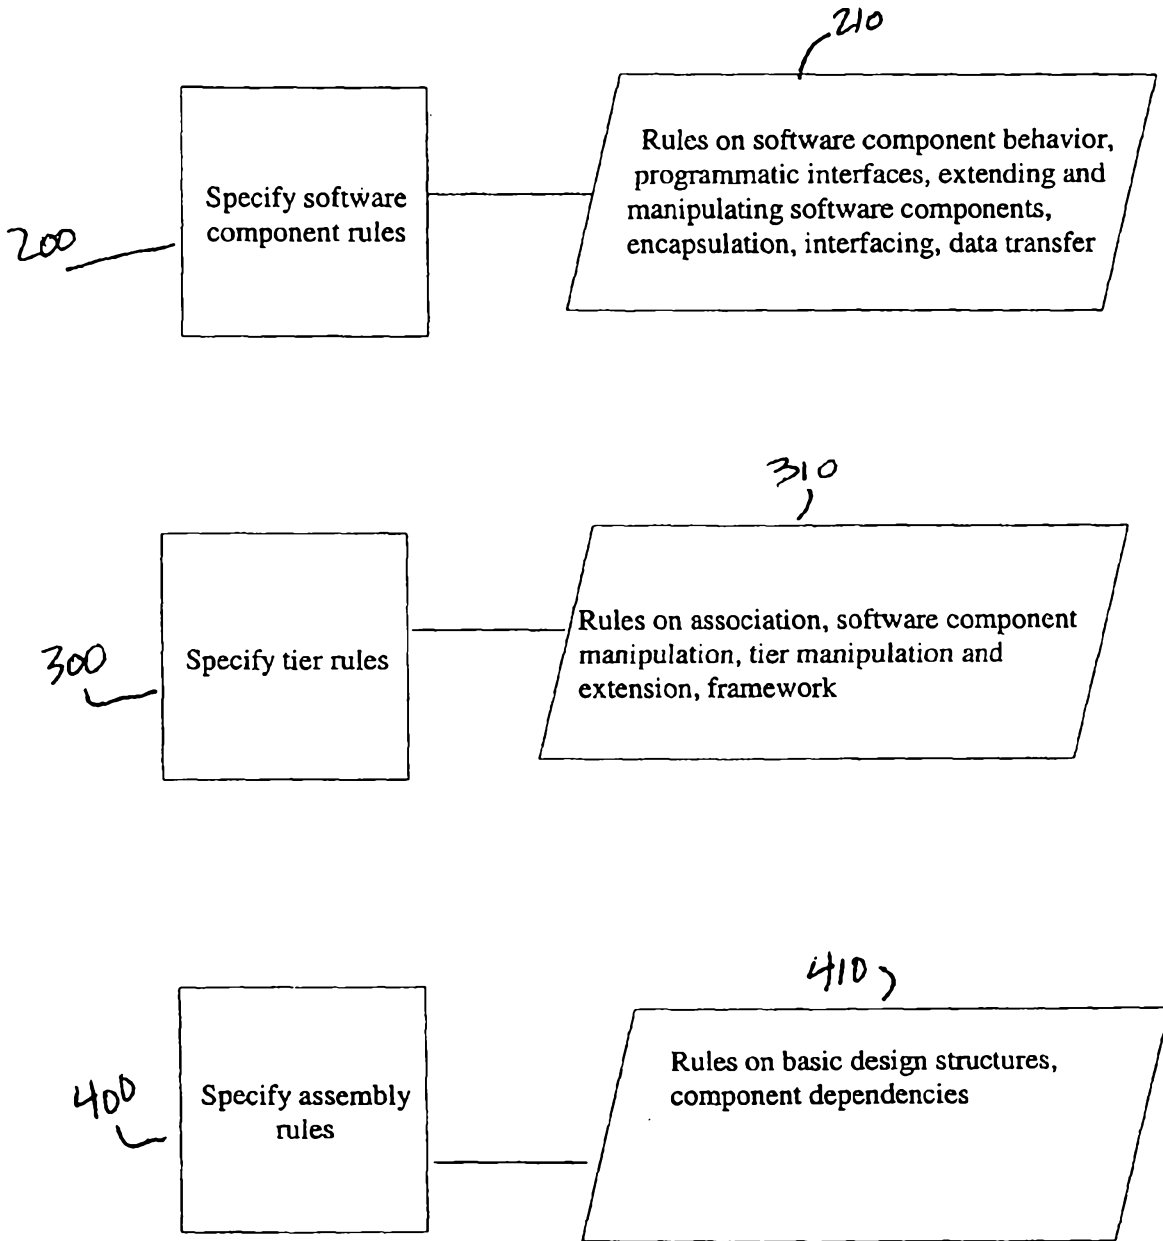 210
Specify software
component rules
Rules on software component behavior,
programmatic interfaces, extending and
manipulating software components,
encapsulation, interfacing, data transfer
200
310
Specify tier rules
Rules on association, software component
manipulation, tier manipulation and
extension, framework
300
410
Specify assembly
rules
Rules on basic design structures,
component dependencies
400